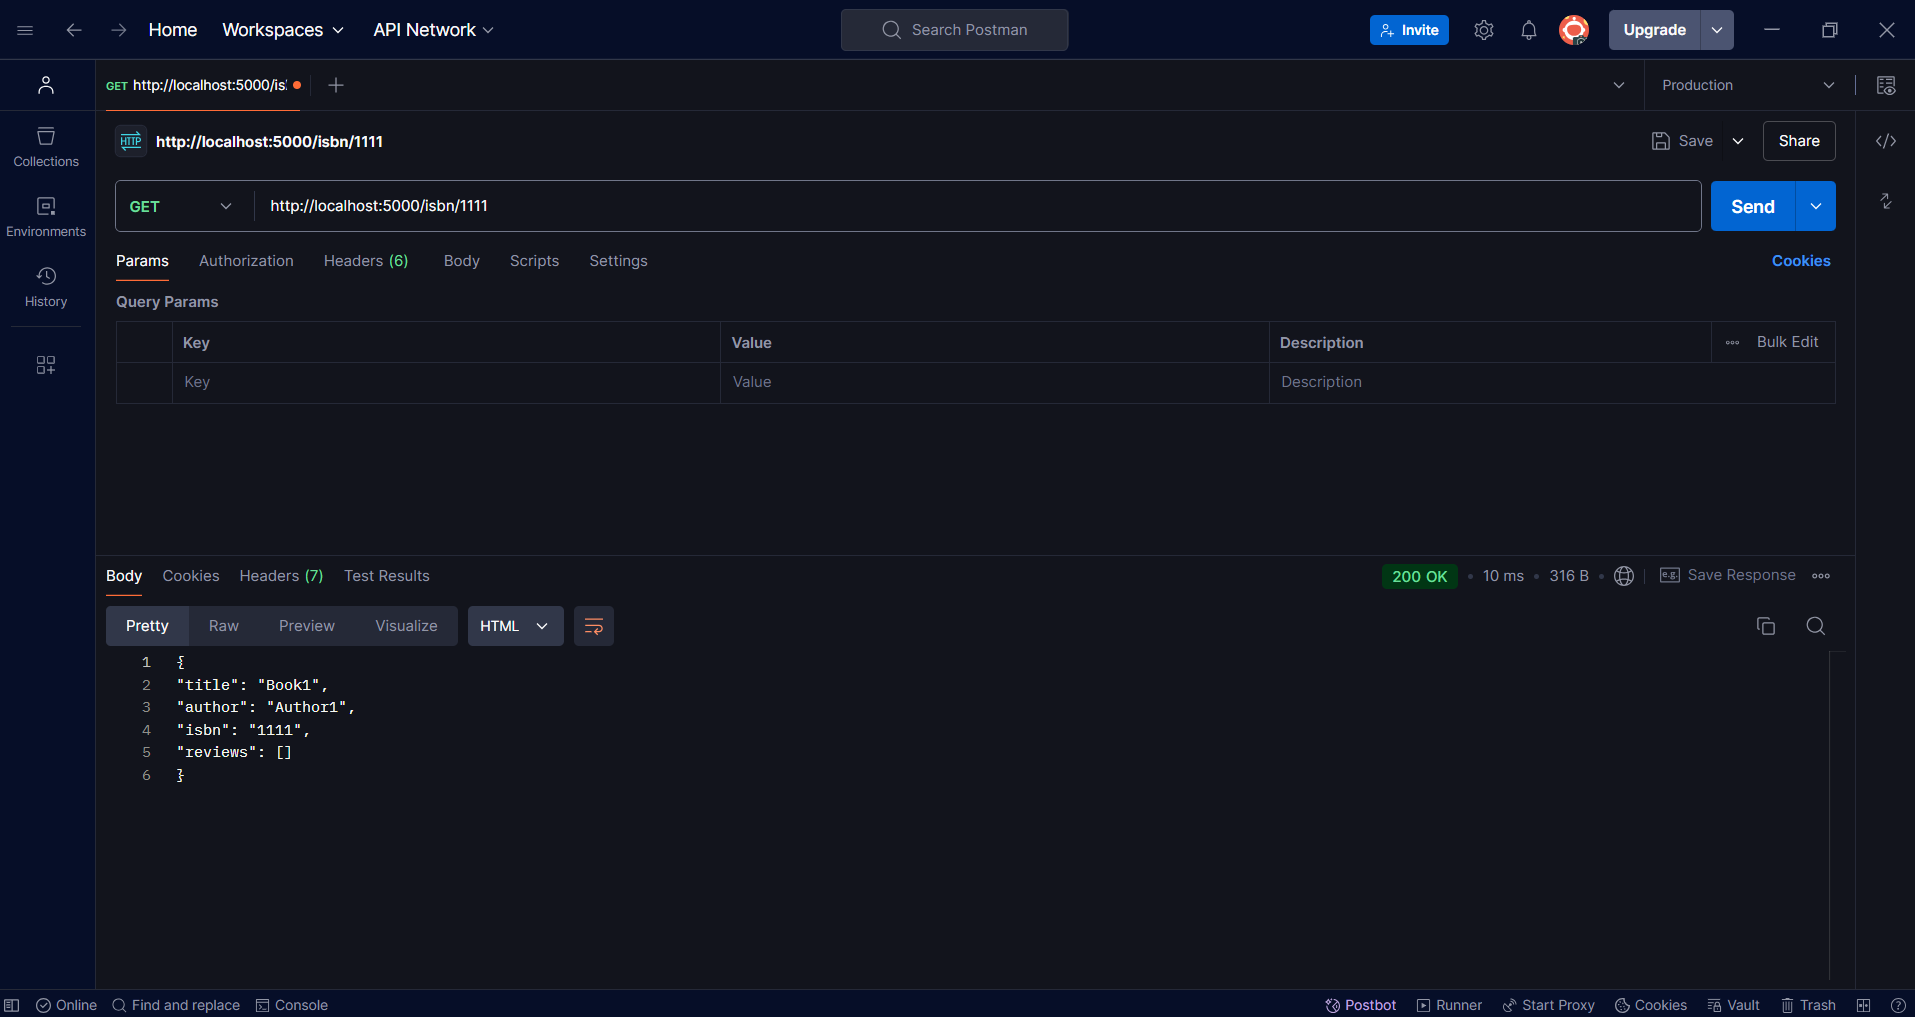 Home Workspaces API Network Search Postman Invite Upgrade
GET http://localhost:5000/is Production
HTTP http://localhost:5000/isbn/1111 Save Share
Collections
GET http://localhost:5000/isbn/1111 Send
Environments
Params Authorization Headers (6) Body Scripts Settings Cookies
History
Query Params
Key Value Description Bulk Edit
Key Value Description
Body Cookies Headers (7) Test Results 200 OK 10 ms 316 B e.g. Save Response
Pretty Raw Preview Visualize HTML
1 {
2 "title": "Book1",
3 "author": "Author1",
4 "isbn": "1111",
5 "reviews": []
6 }
Online Find and replace Console Postbot Runner Start Proxy Cookies Vault Trash